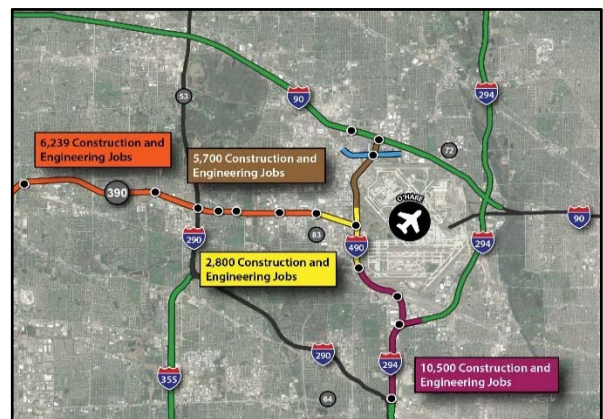 53
90
294
6,239 Construction and
Engineering Jobs
5,700 Construction and
Engineering Jobs
72
390
O'HARE
90
290
83
490
294
2,800 Construction and
Engineering Jobs
290
294
10,500 Construction and
Engineering Jobs
355
64